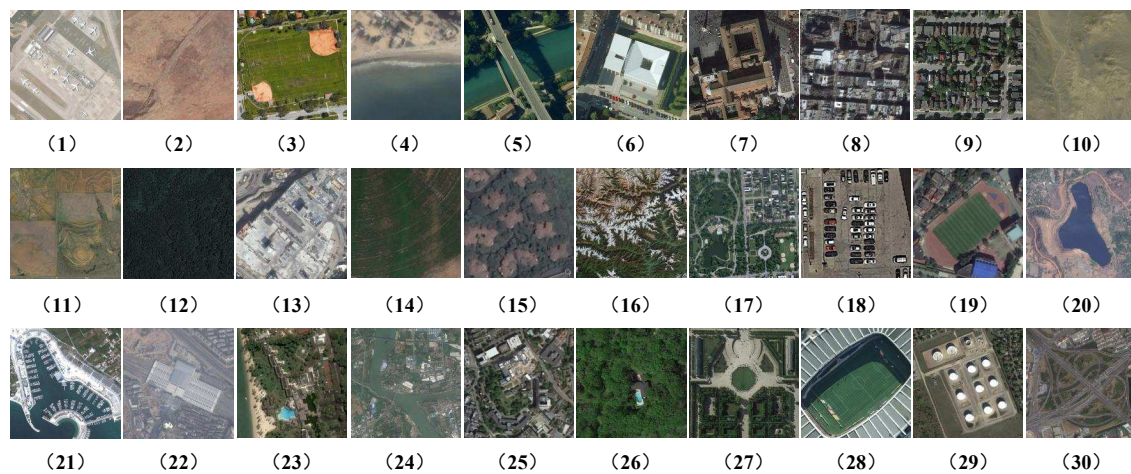 （1） （2） （3） （4） （5） （6） （7） （8） （9） （10）
（11） （12） （13） （14） （15） （16） （17） （18） （19） （20）
（21） （22） （23） （24） （25） （26） （27） （28） （29） （30）